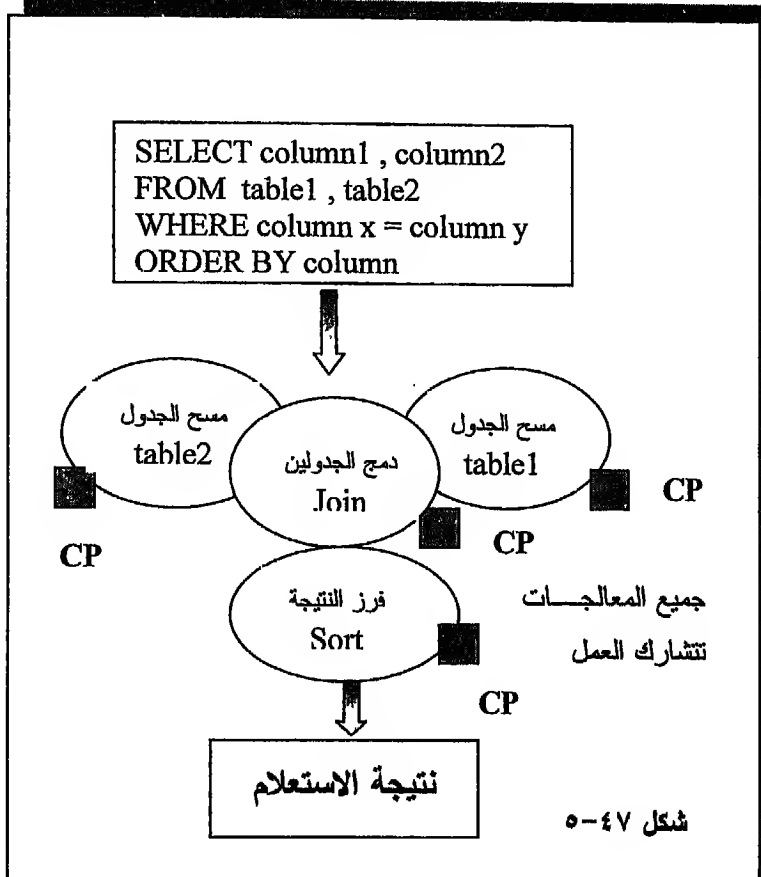 SELECT column1 , column2
FROM table1 , table2
WHERE column x = column y
ORDER BY column
مسح الجدول
table1
CP
دمج الجدولين
Join
CP
مسح الجدول
table2
CP
فرز النتيجة
Sort
CP
جميع المعالجـــات
تتشارك العمل
نتيجة الاستعلام
شكل ٤٧-٥